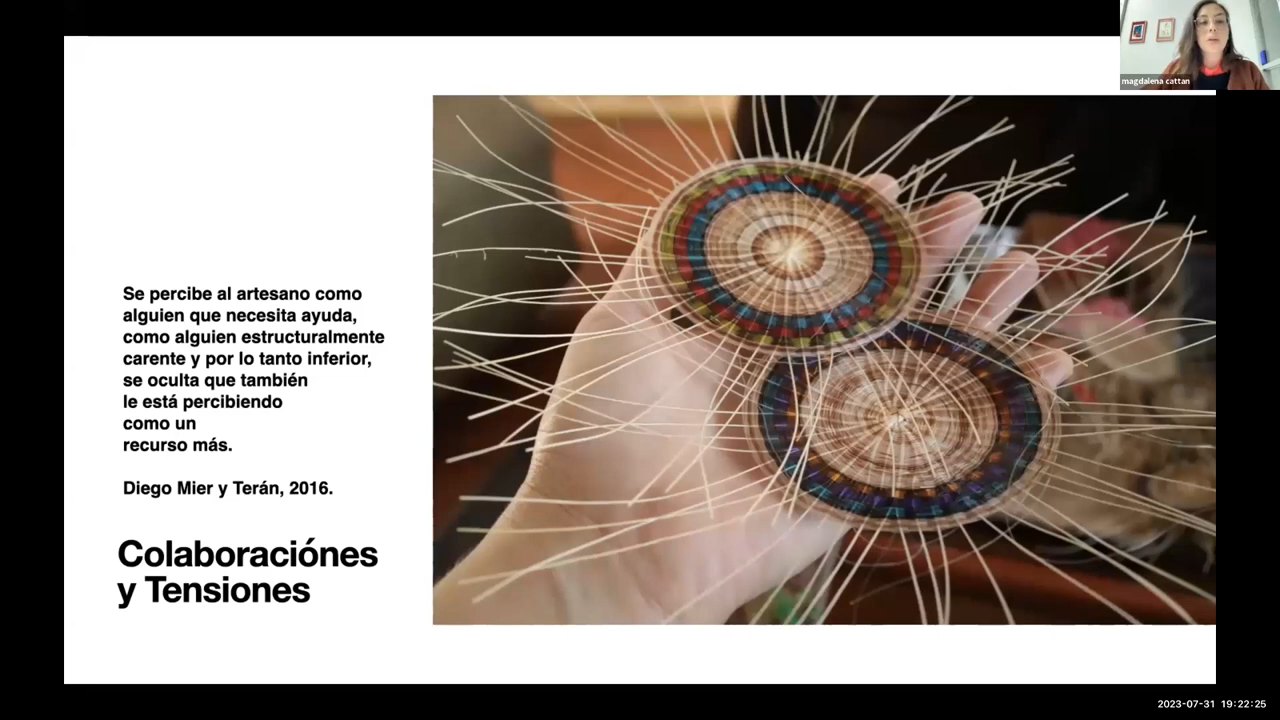 magdalena cattan
Se percibe al artesano como
alguien que necesita ayuda,
como alguien estructuralmente
carente y por lo tanto inferior,
se oculta que también
le está percibiendo
como un
recurso más.
Diego Mier y Terán, 2016.
Colaboraciónes
y Tensiones
2023-07-31 19:22:25